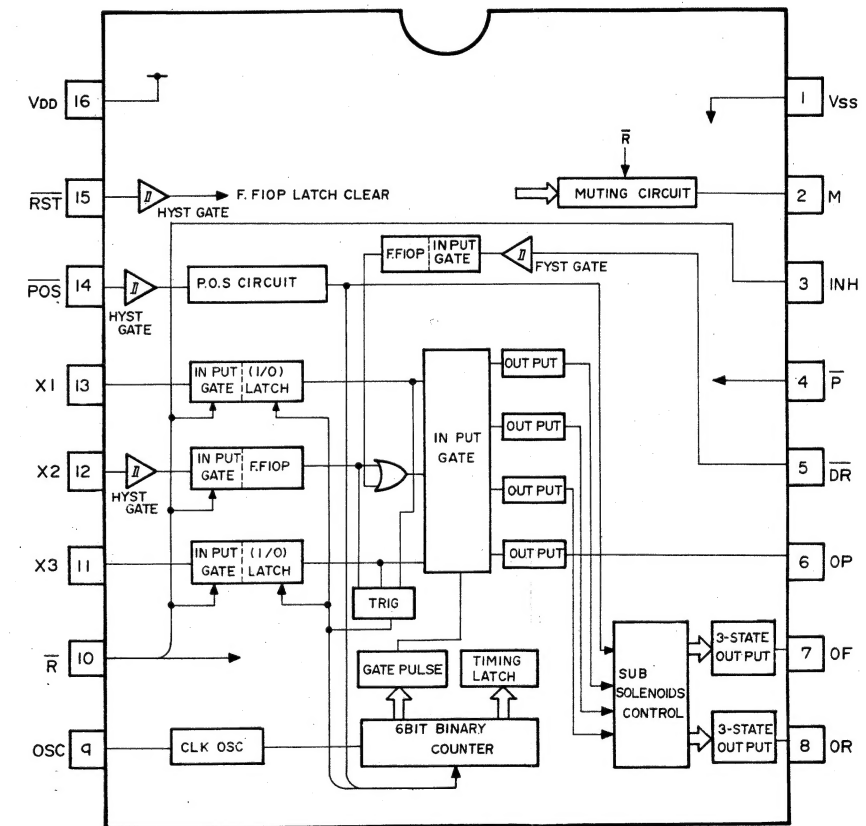 VDD 16
1 VSS
R
RST 15
F. FIOP LATCH CLEAR
HYST GATE
MUTING CIRCUIT
2 M
F.FIOP IN PUT GATE
FYST GATE
3 INH
POS 14
HYST GATE
P.O.S CIRCUIT
X1 13
IN PUT GATE (I/O) LATCH
IN PUT GATE
OUT PUT
4 P
OUT PUT
X2 12
HYST GATE
IN PUT GATE F.FIOP
OUT PUT
5 DR
X3 11
IN PUT GATE (I/O) LATCH
OUT PUT
6 OP
TRIG
R 10
GATE PULSE
TIMING LATCH
SUB SOLENOIDS CONTROL
3-STATE OUT PUT
7 OF
OSC 9
CLK OSC
6BIT BINARY COUNTER
3-STATE OUT PUT
8 OR